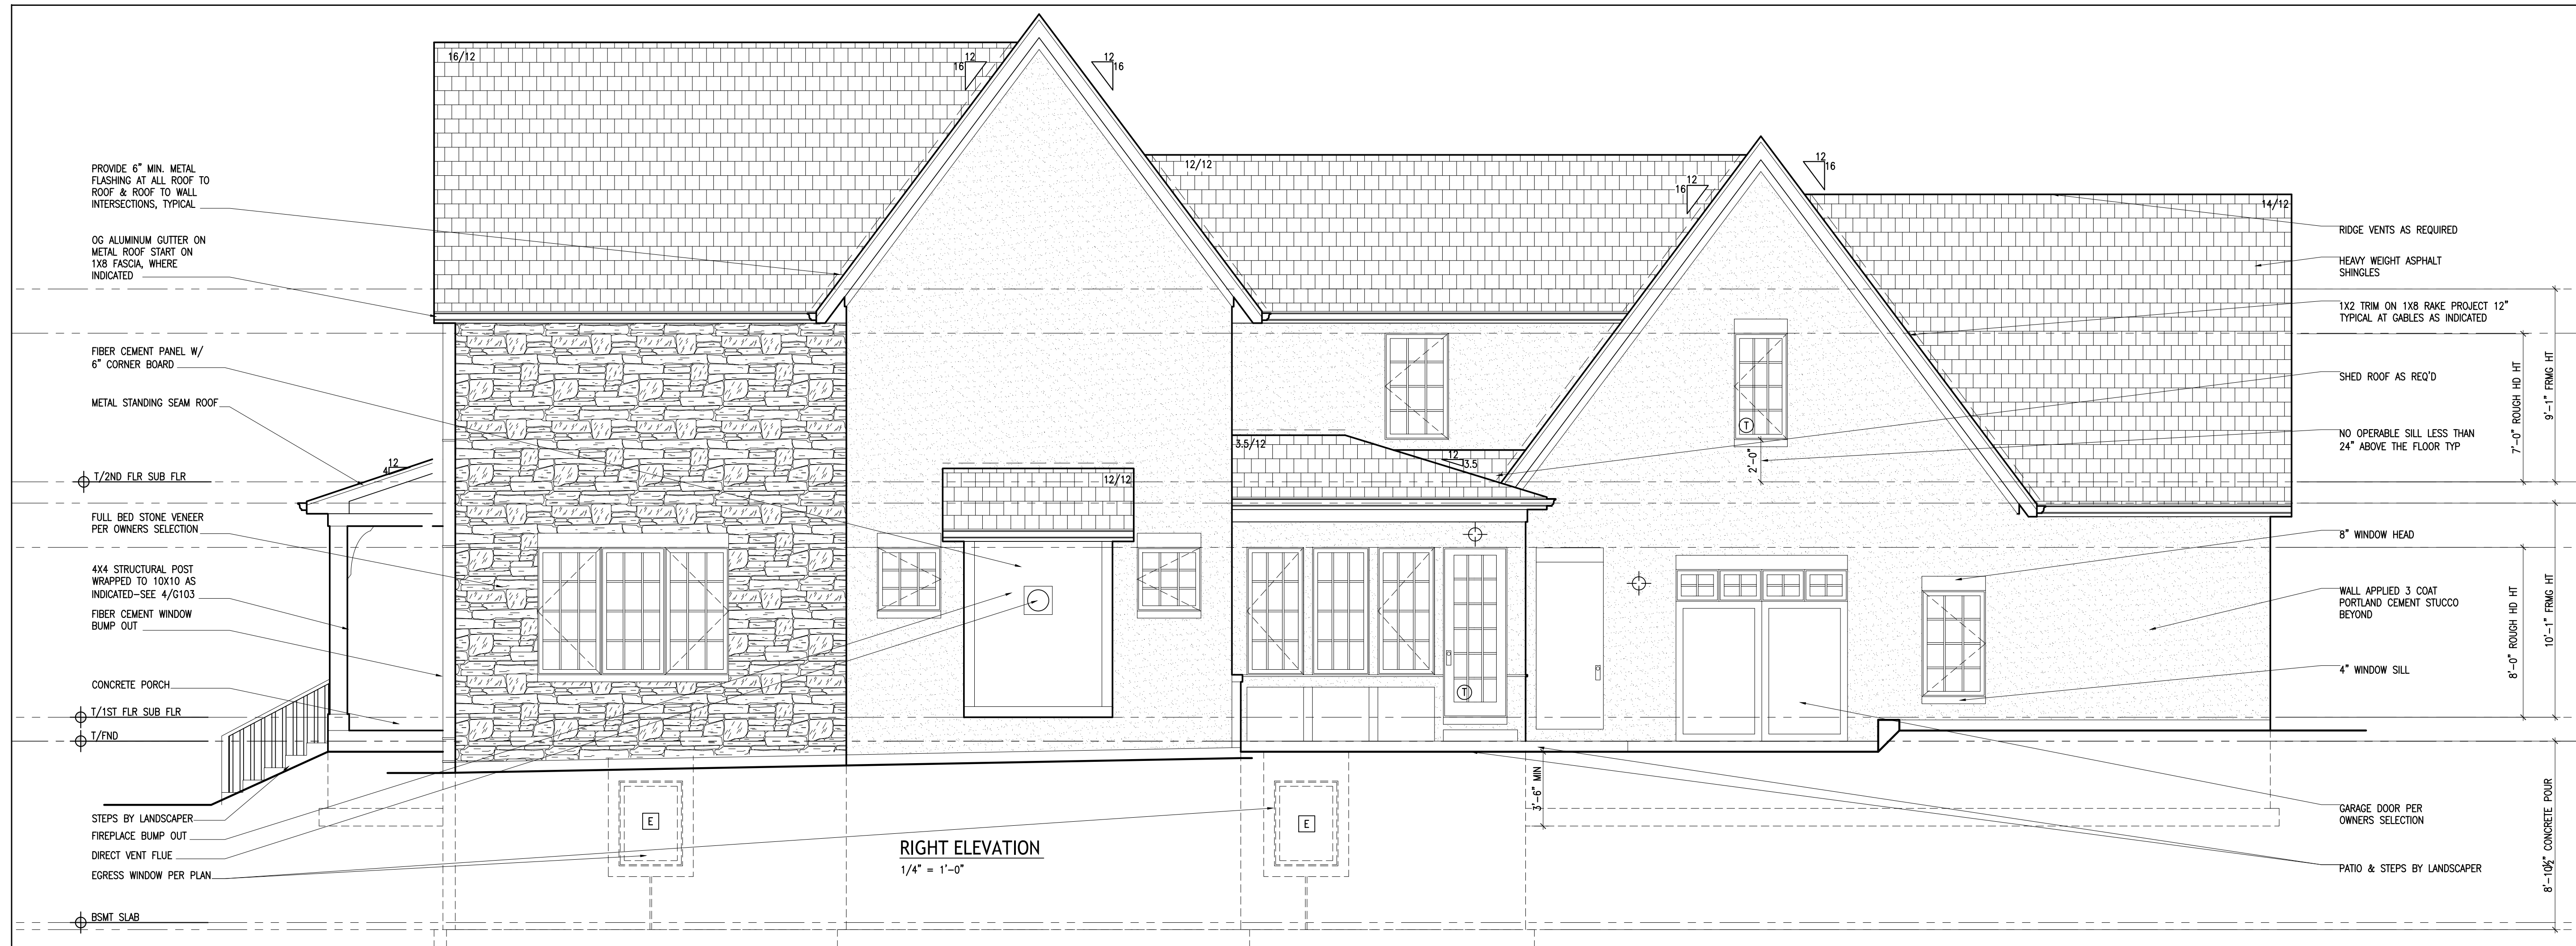 16/12
12
16
12
16
12/12
12
16
12
16
14/12
PROVIDE 6" MIN. METAL
FLASHING AT ALL ROOF TO
ROOF & ROOF TO WALL
INTERSECTIONS, TYPICAL
OG ALUMINUM GUTTER ON
METAL ROOF START ON
1X8 FASCIA, WHERE
INDICATED
FIBER CEMENT PANEL W/
6" CORNER BOARD
METAL STANDING SEAM ROOF
T/2ND FLR SUB FLR
FULL BED STONE VENEER
PER OWNERS SELECTION
4X4 STRUCTURAL POST
WRAPPED TO 10X10 AS
INDICATED-SEE 4/G103
FIBER CEMENT WINDOW
BUMP OUT
CONCRETE PORCH
T/1ST FLR SUB FLR
T/FND
STEPS BY LANDSCAPER
FIREPLACE BUMP OUT
DIRECT VENT FLUE
EGRESS WINDOW PER PLAN
BSMT SLAB
12
4
12/12
3.5/12
12
3.5
T
2'-0"
T
E
E
3'-6" MIN
RIGHT ELEVATION
1/4" = 1'-0"
RIDGE VENTS AS REQUIRED
HEAVY WEIGHT ASPHALT
SHINGLES
1X2 TRIM ON 1X8 RAKE PROJECT 12"
TYPICAL AT GABLES AS INDICATED
SHED ROOF AS REQ'D
NO OPERABLE SILL LESS THAN
24" ABOVE THE FLOOR TYP
8" WINDOW HEAD
WALL APPLIED 3 COAT
PORTLAND CEMENT STUCCO
BEYOND
4" WINDOW SILL
GARAGE DOOR PER
OWNERS SELECTION
PATIO & STEPS BY LANDSCAPER
7'-0" ROUGH HD HT
9'-1" FRMG HT
8'-0" ROUGH HD HT
10'-1" FRMG HT
8'-10½" CONCRETE POUR